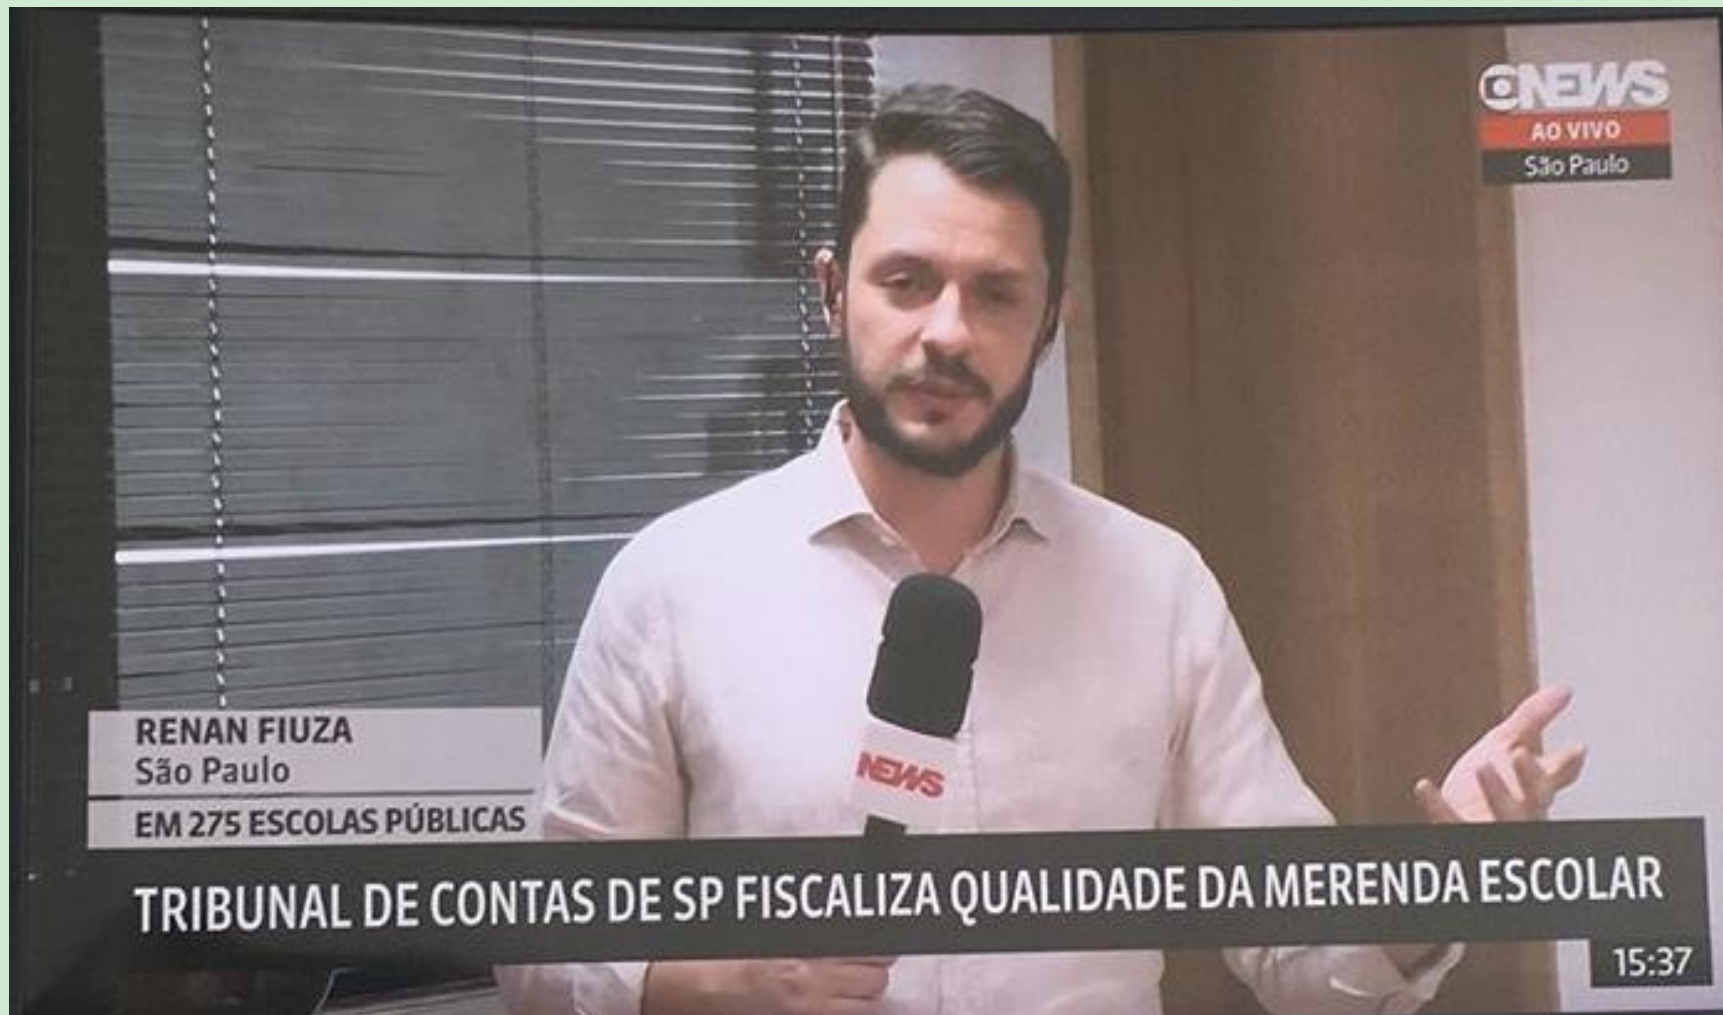 GNEWS
AO VIVO
São Paulo
NEWS
RENAN FIUZA
São Paulo
EM 275 ESCOLAS PÚBLICAS
TRIBUNAL DE CONTAS DE SP FISCALIZA QUALIDADE DA MERENDA ESCOLAR
15:37